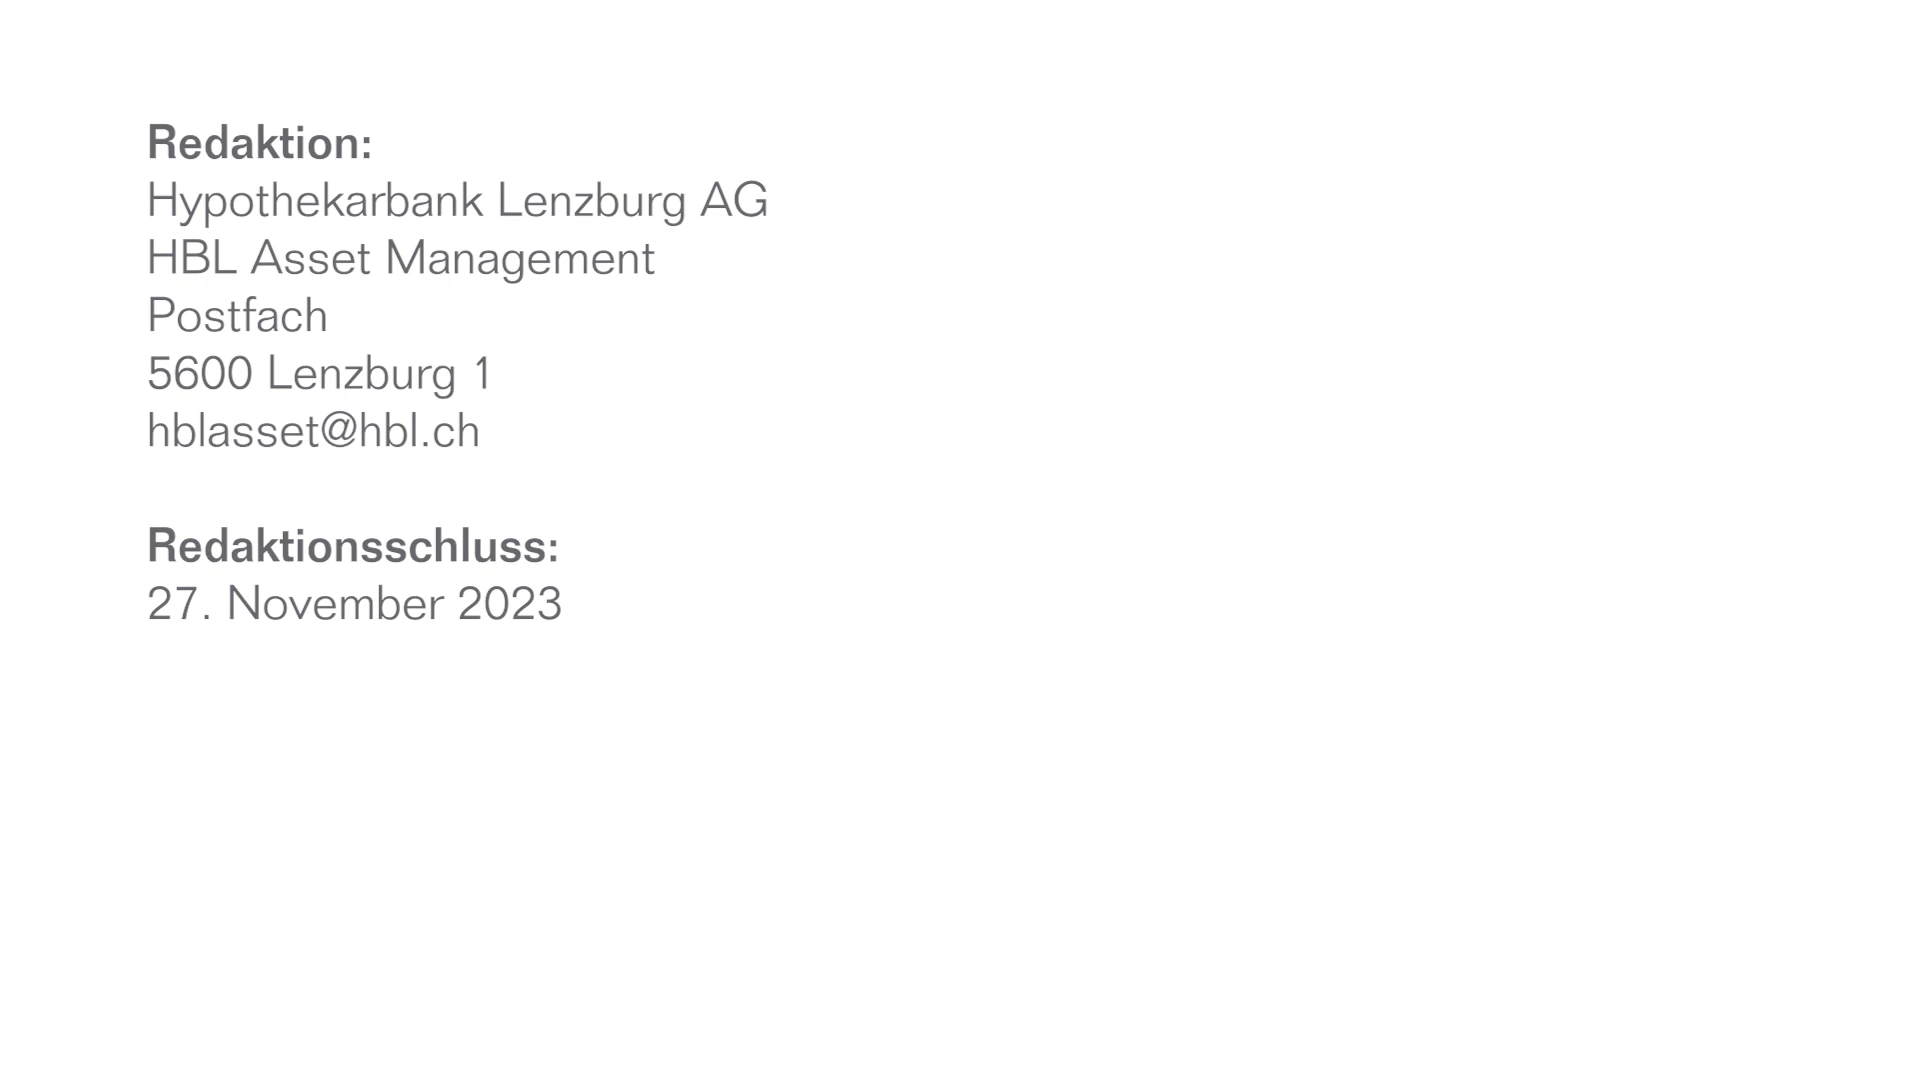 Redaktion:
Hypothekarbank Lenzburg AG
HBL Asset Management
Postfach
5600 Lenzburg 1
hblasset@hbl.ch
Redaktionsschluss:
27. November 2023